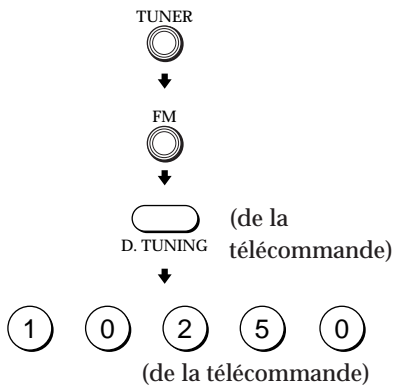 TUNER
FM
(de la
D. TUNING
télécommande)
1 0 2 5 0
(de la télécommande)